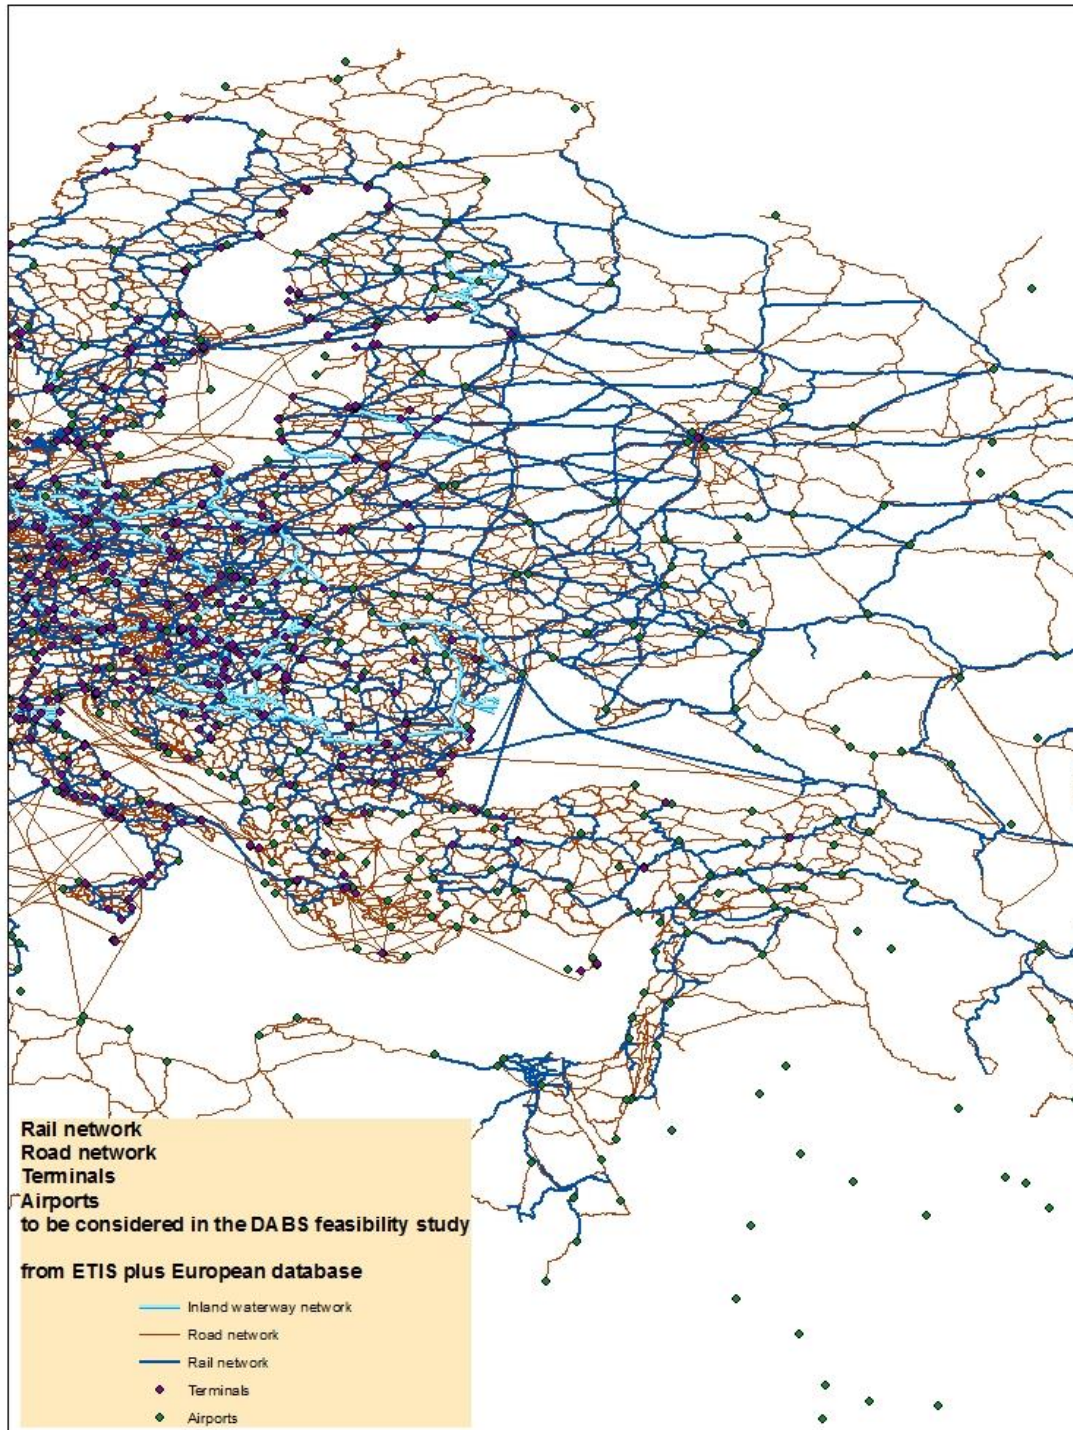 Rail network
Road network
Terminals
Airports
to be considered in the DABS feasibility study
from ETIS plus European database
Inland waterway network
Road network
Rail network
Terminals
Airports